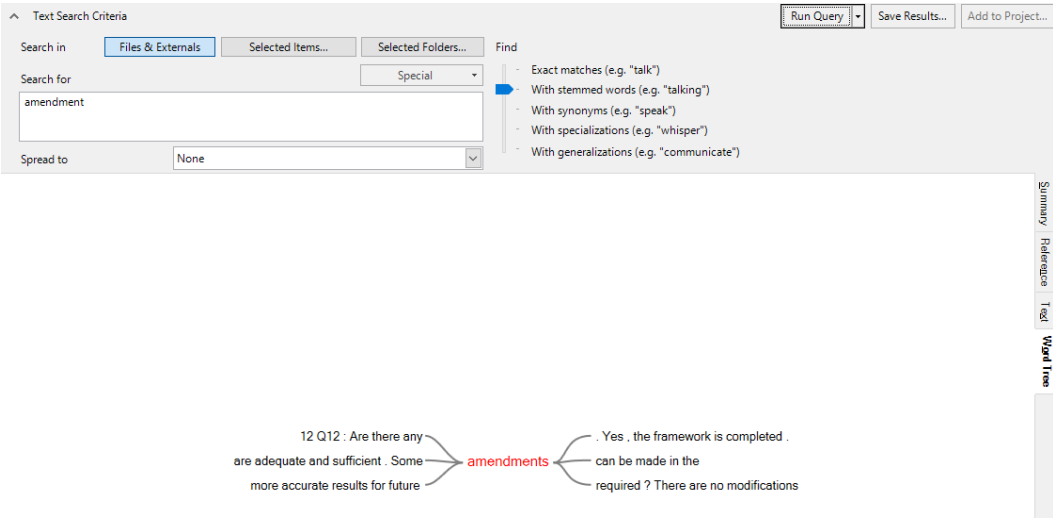 Text Search Criteria Run Query Save Results... Add to Project...
Search in Files & Externals Selected Items... Selected Folders... Find
Search for Special
Exact matches (e.g. "talk")
amendment
With stemmed words (e.g. "talking")
With synonyms (e.g. "speak")
With specializations (e.g. "whisper")
Spread to None
With generalizations (e.g. "communicate")
Summary
Reference
Text
Word Tree
12 Q12 : Are there any
are adequate and sufficient . Some
more accurate results for future
amendments
. Yes , the framework is completed .
can be made in the
required ? There are no modifications